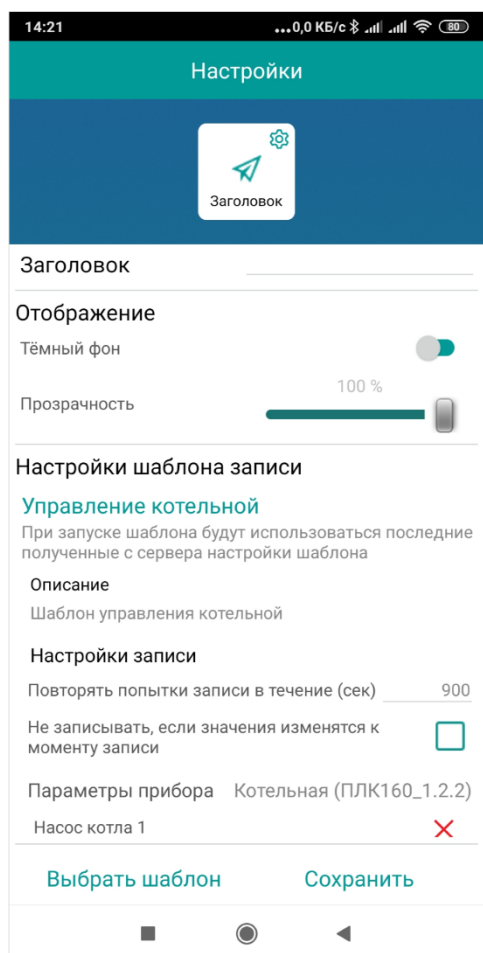 14:21
...0,0 КБ/с 80
Настройки
Заголовок
Заголовок
Отображение
Тёмный фон
100 %
Прозрачность
Настройки шаблона записи
Управление котельной
При запуске шаблона будут использоваться последние
полученные с сервера настройки шаблона
Описание
Шаблон управления котельной
Настройки записи
Повторять попытки записи в течение (сек) 900
Не записывать, если значения изменятся к
моменту записи
Параметры прибора Котельная (ПЛК160_1.2.2)
Насос котла 1
Выбрать шаблон Сохранить